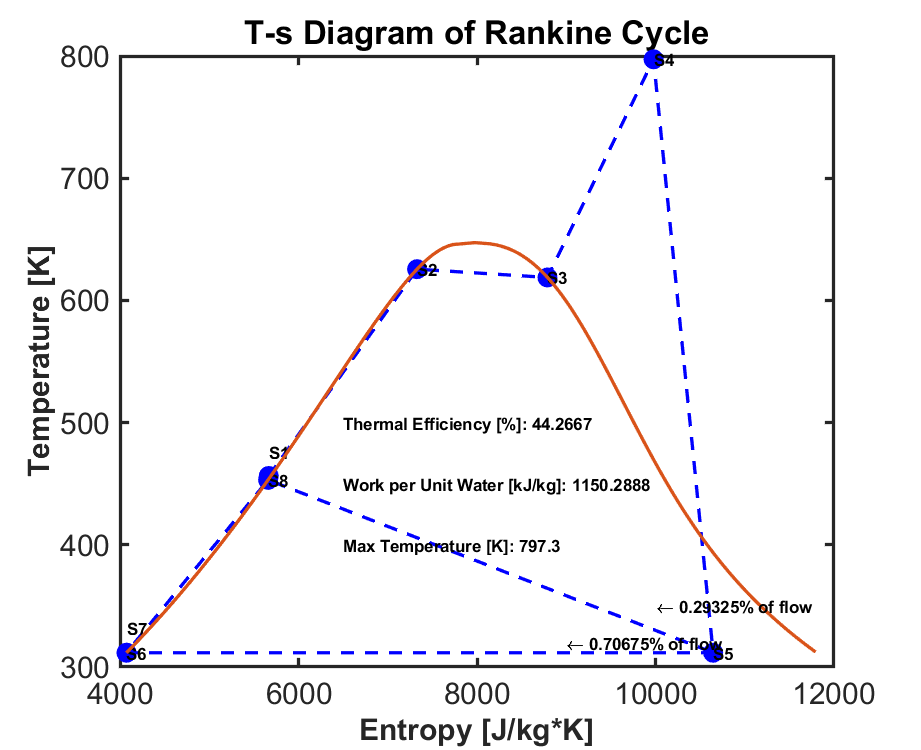 T-s Diagram of Rankine Cycle
800
S4
700
Temperature [K]
600
S2
S3
500
Thermal Efficiency [%]: 44.2667
S1
S8
Work per Unit Water [kJ/kg]: 1150.2888
400
Max Temperature [K]: 797.3
← 0.29325% of flow
S7
← 0.70675% of flow
S6
S5
300
4000 6000 8000 10000 12000
Entropy [J/kg*K]